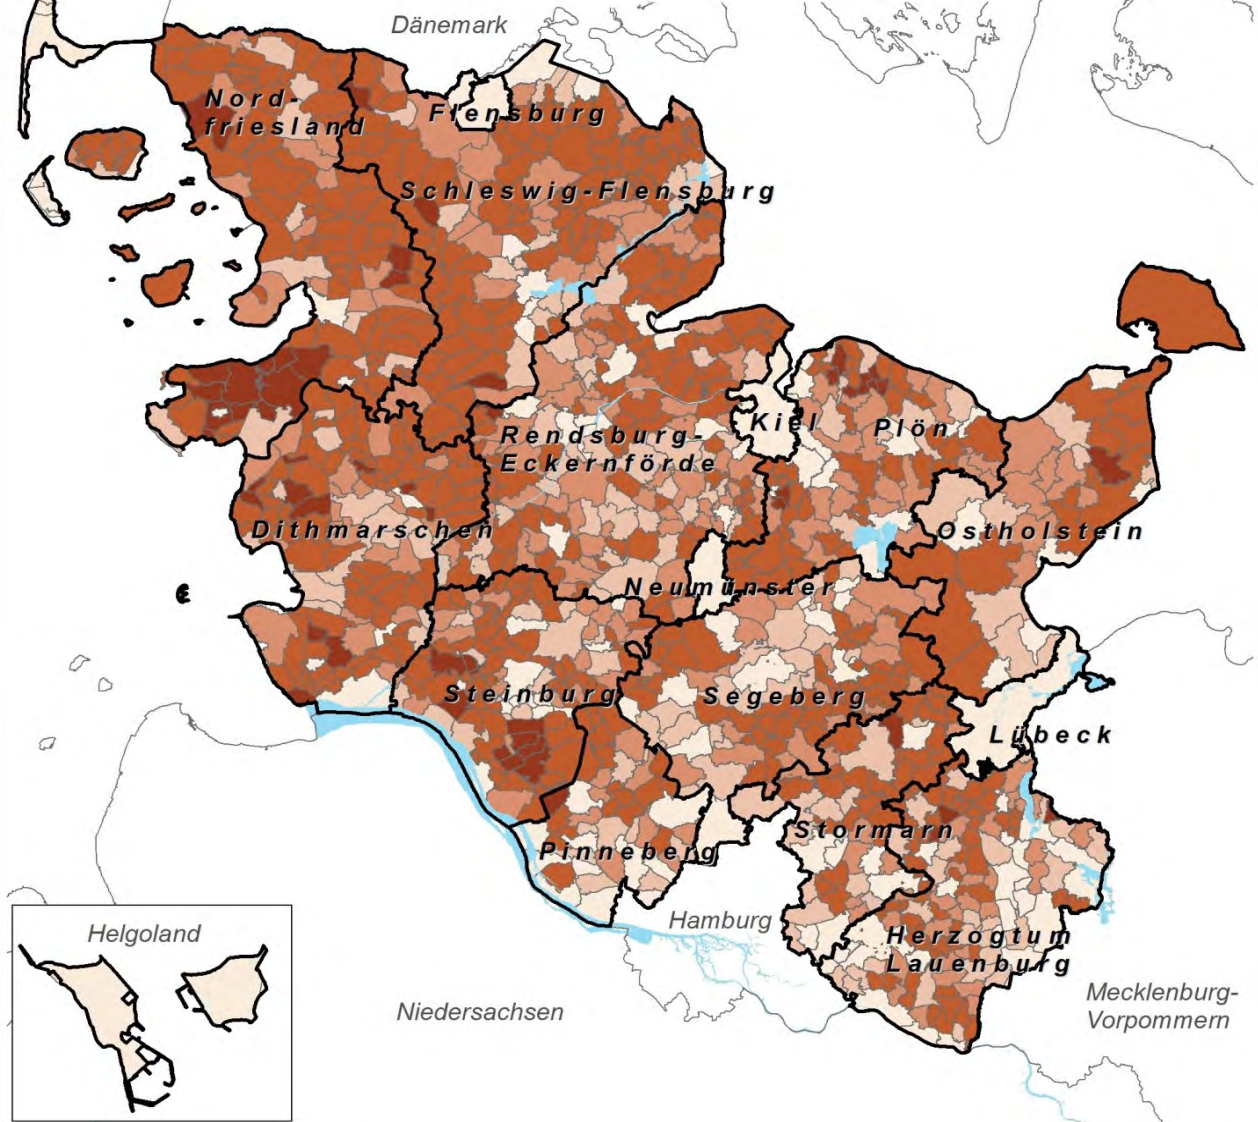 Dänemark
Nord-
friesland
Flensburg
Schleswig-Flensburg
Kiel
Plön
Rendsburg-
Eckernförde
Dithmarschen
Ostholstein
Neumünster
Steinburg
Segeberg
Lübeck
Stormarn
Pinneberg
Hamburg
Helgoland
Herzogtum
Lauenburg
Niedersachsen
Mecklenburg-
Vorpommern